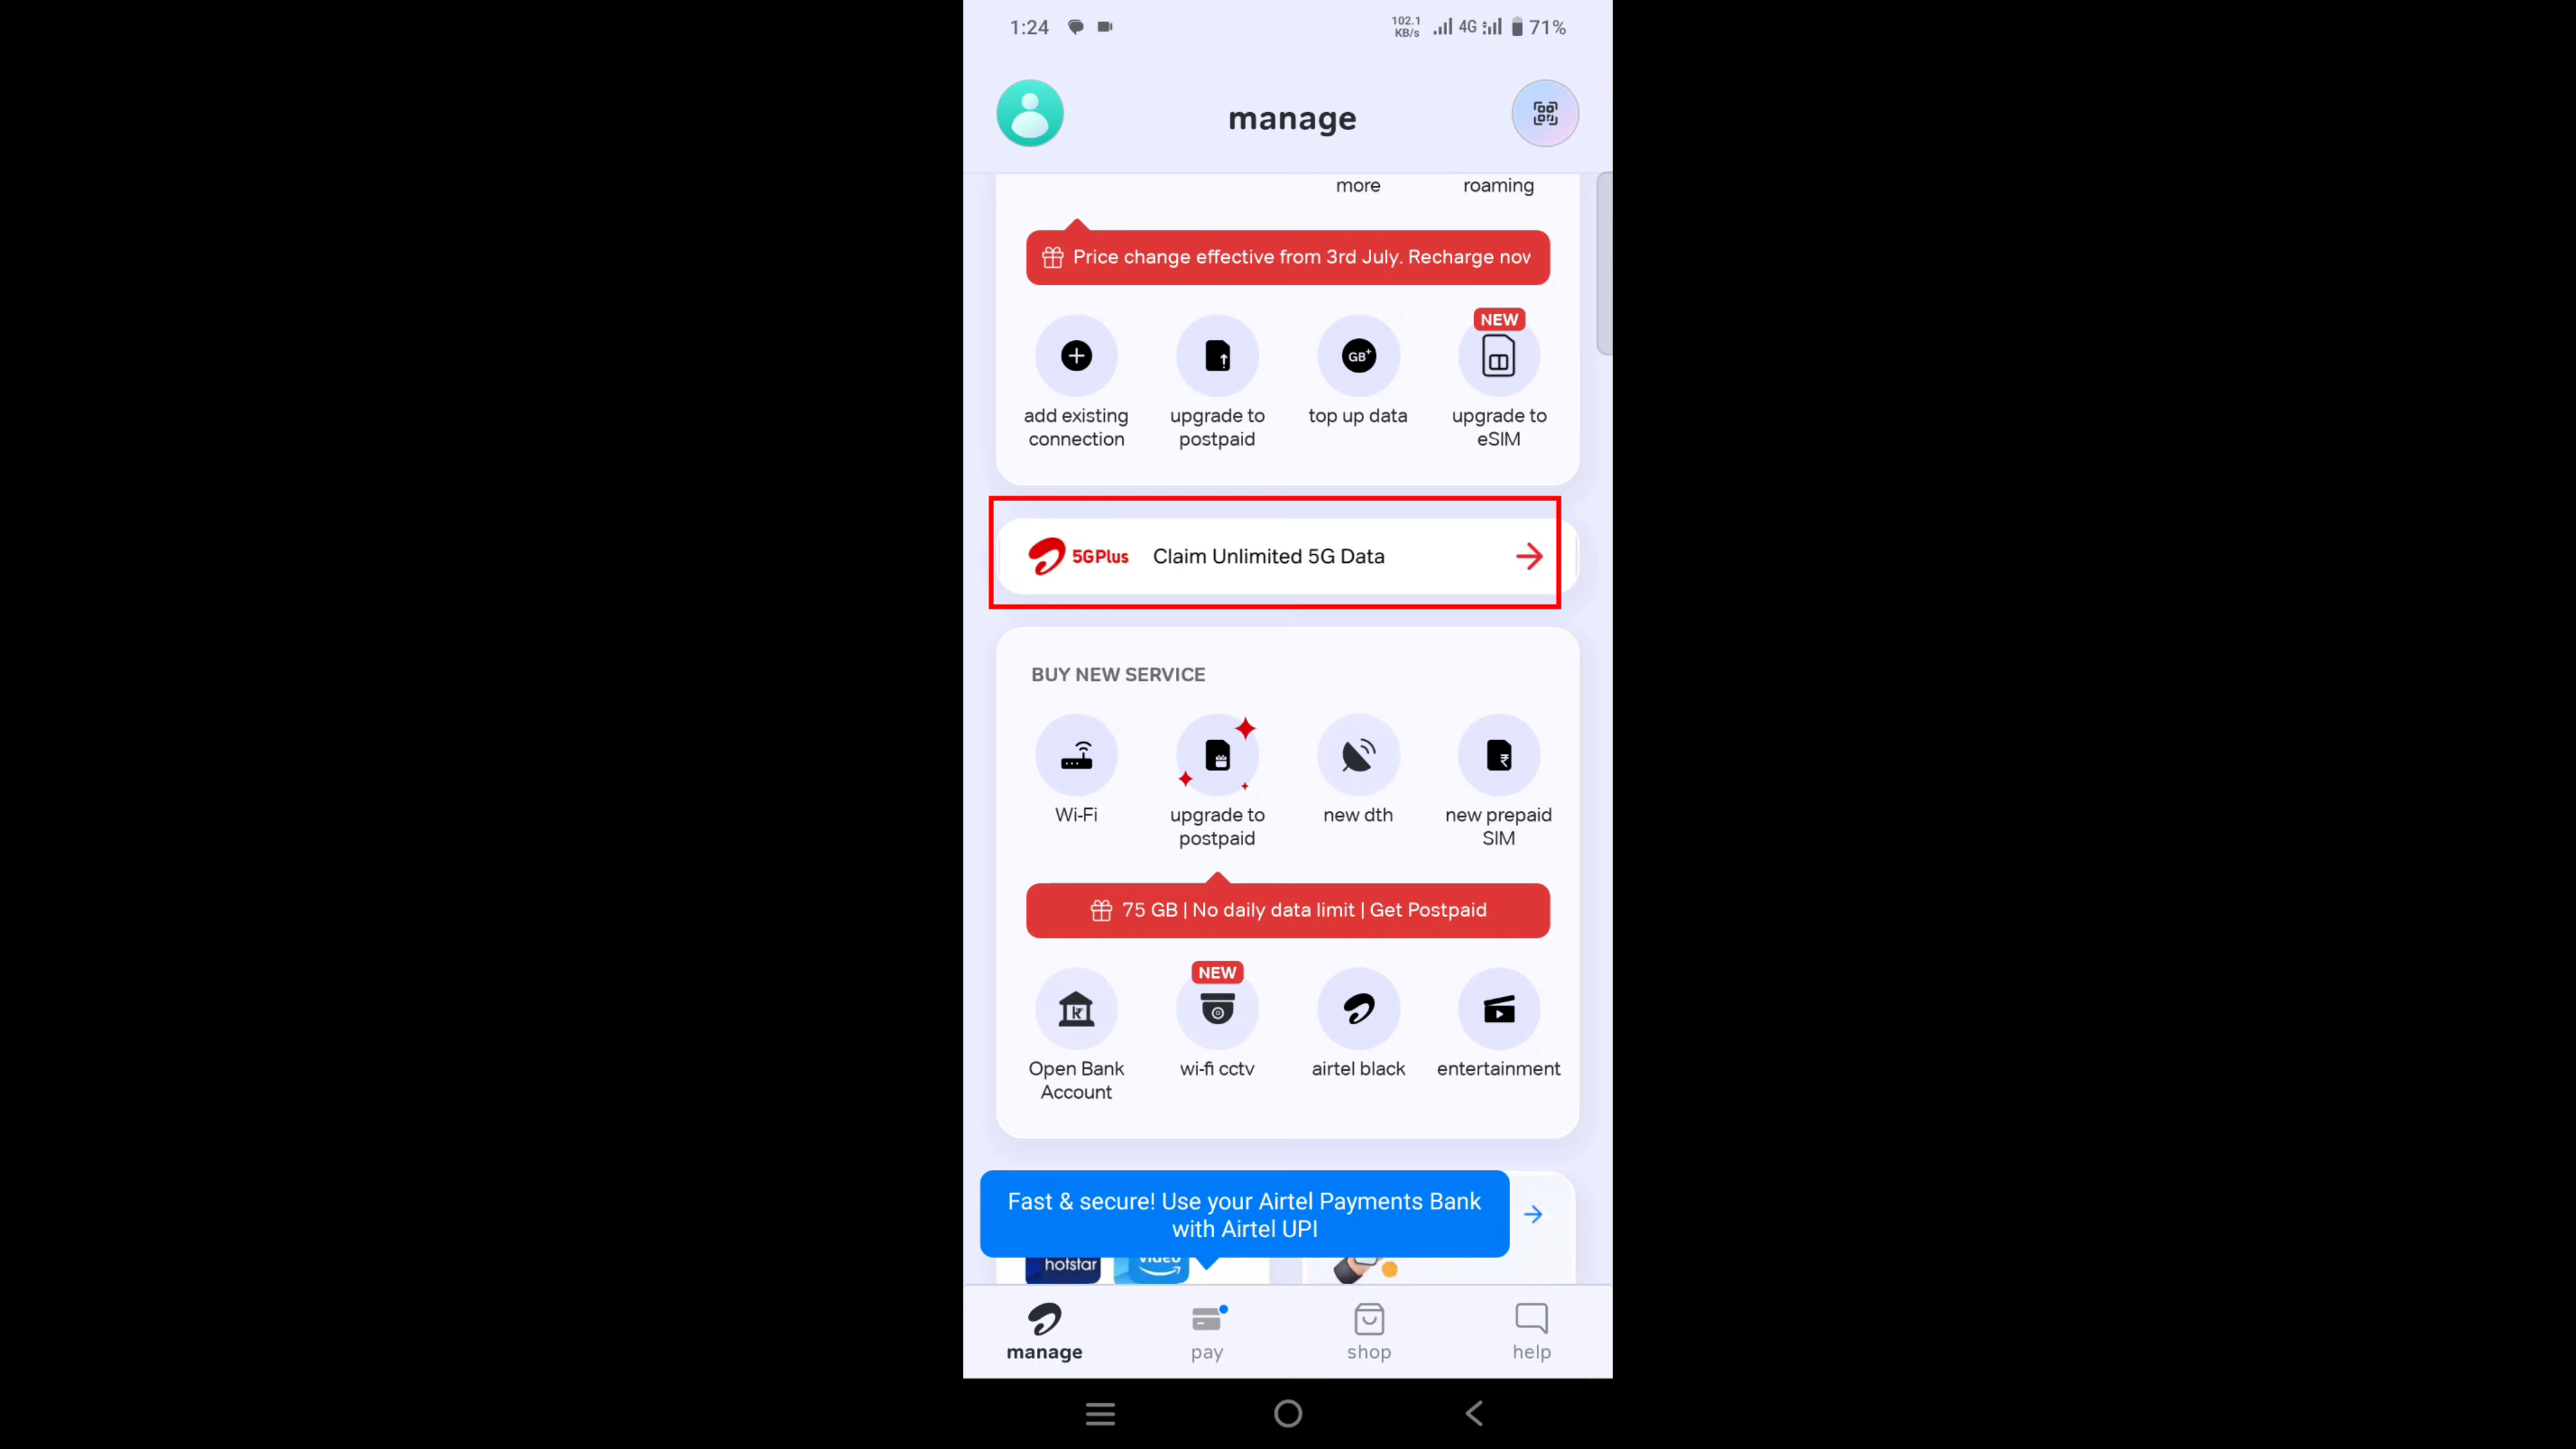 1:24
102.1
KB/s
4G
71%
manage
more
roaming
Price change effective from 3rd July. Recharge now
add existing
connection
upgrade to
postpaid
GB+
top up data
NEW
upgrade to
eSIM
5G Plus
Claim Unlimited 5G Data
BUY NEW SERVICE
Wi-Fi
upgrade to
postpaid
new dth
₹
new prepaid
SIM
75 GB | No daily data limit | Get Postpaid
Open Bank
Account
NEW
wi-fi cctv
airtel black
entertainment
Fast & secure! Use your Airtel Payments Bank
with Airtel UPI
hotstar
video
manage
pay
shop
help